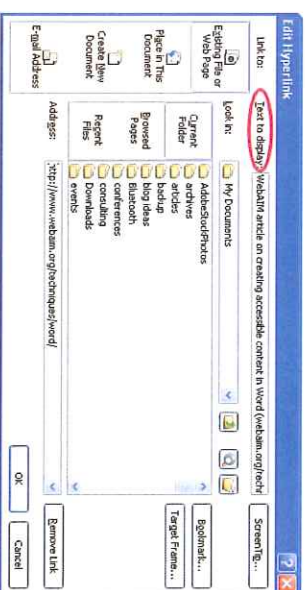 Edit Hyperlink
Link to:
Text to display:
WebAIM article on creating accessible content in Word (webaim.org/techr
ScreenTip...
Existing File or
Web Page
Place in This
Document
Create New
Document
E-mail Address
Look in:
My Documents
Current
Folder
Browsed
Pages
Recent
Files
AdobeStockPhotos
archives
articles
backup
blog ideas
Bluetooth
conferences
consulting
Downloads
events
Bookmark...
Target Frame...
Address:
http://www.webaim.org/techniques/word/
Remove Link
OK
Cancel